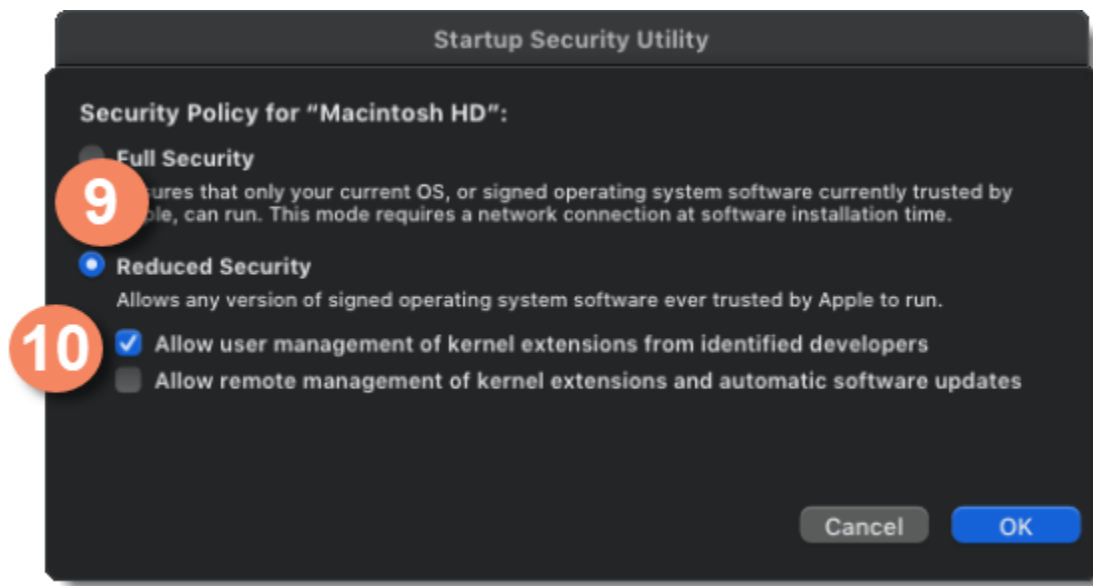 Startup Security Utility
Security Policy for "Macintosh HD":
Full Security
9
sures that only your current OS, or signed operating system software currently trusted by
ple, can run. This mode requires a network connection at software installation time.
Reduced Security
Allows any version of signed operating system software ever trusted by Apple to run.
10
Allow user management of kernel extensions from identified developers
Allow remote management of kernel extensions and automatic software updates
Cancel
OK